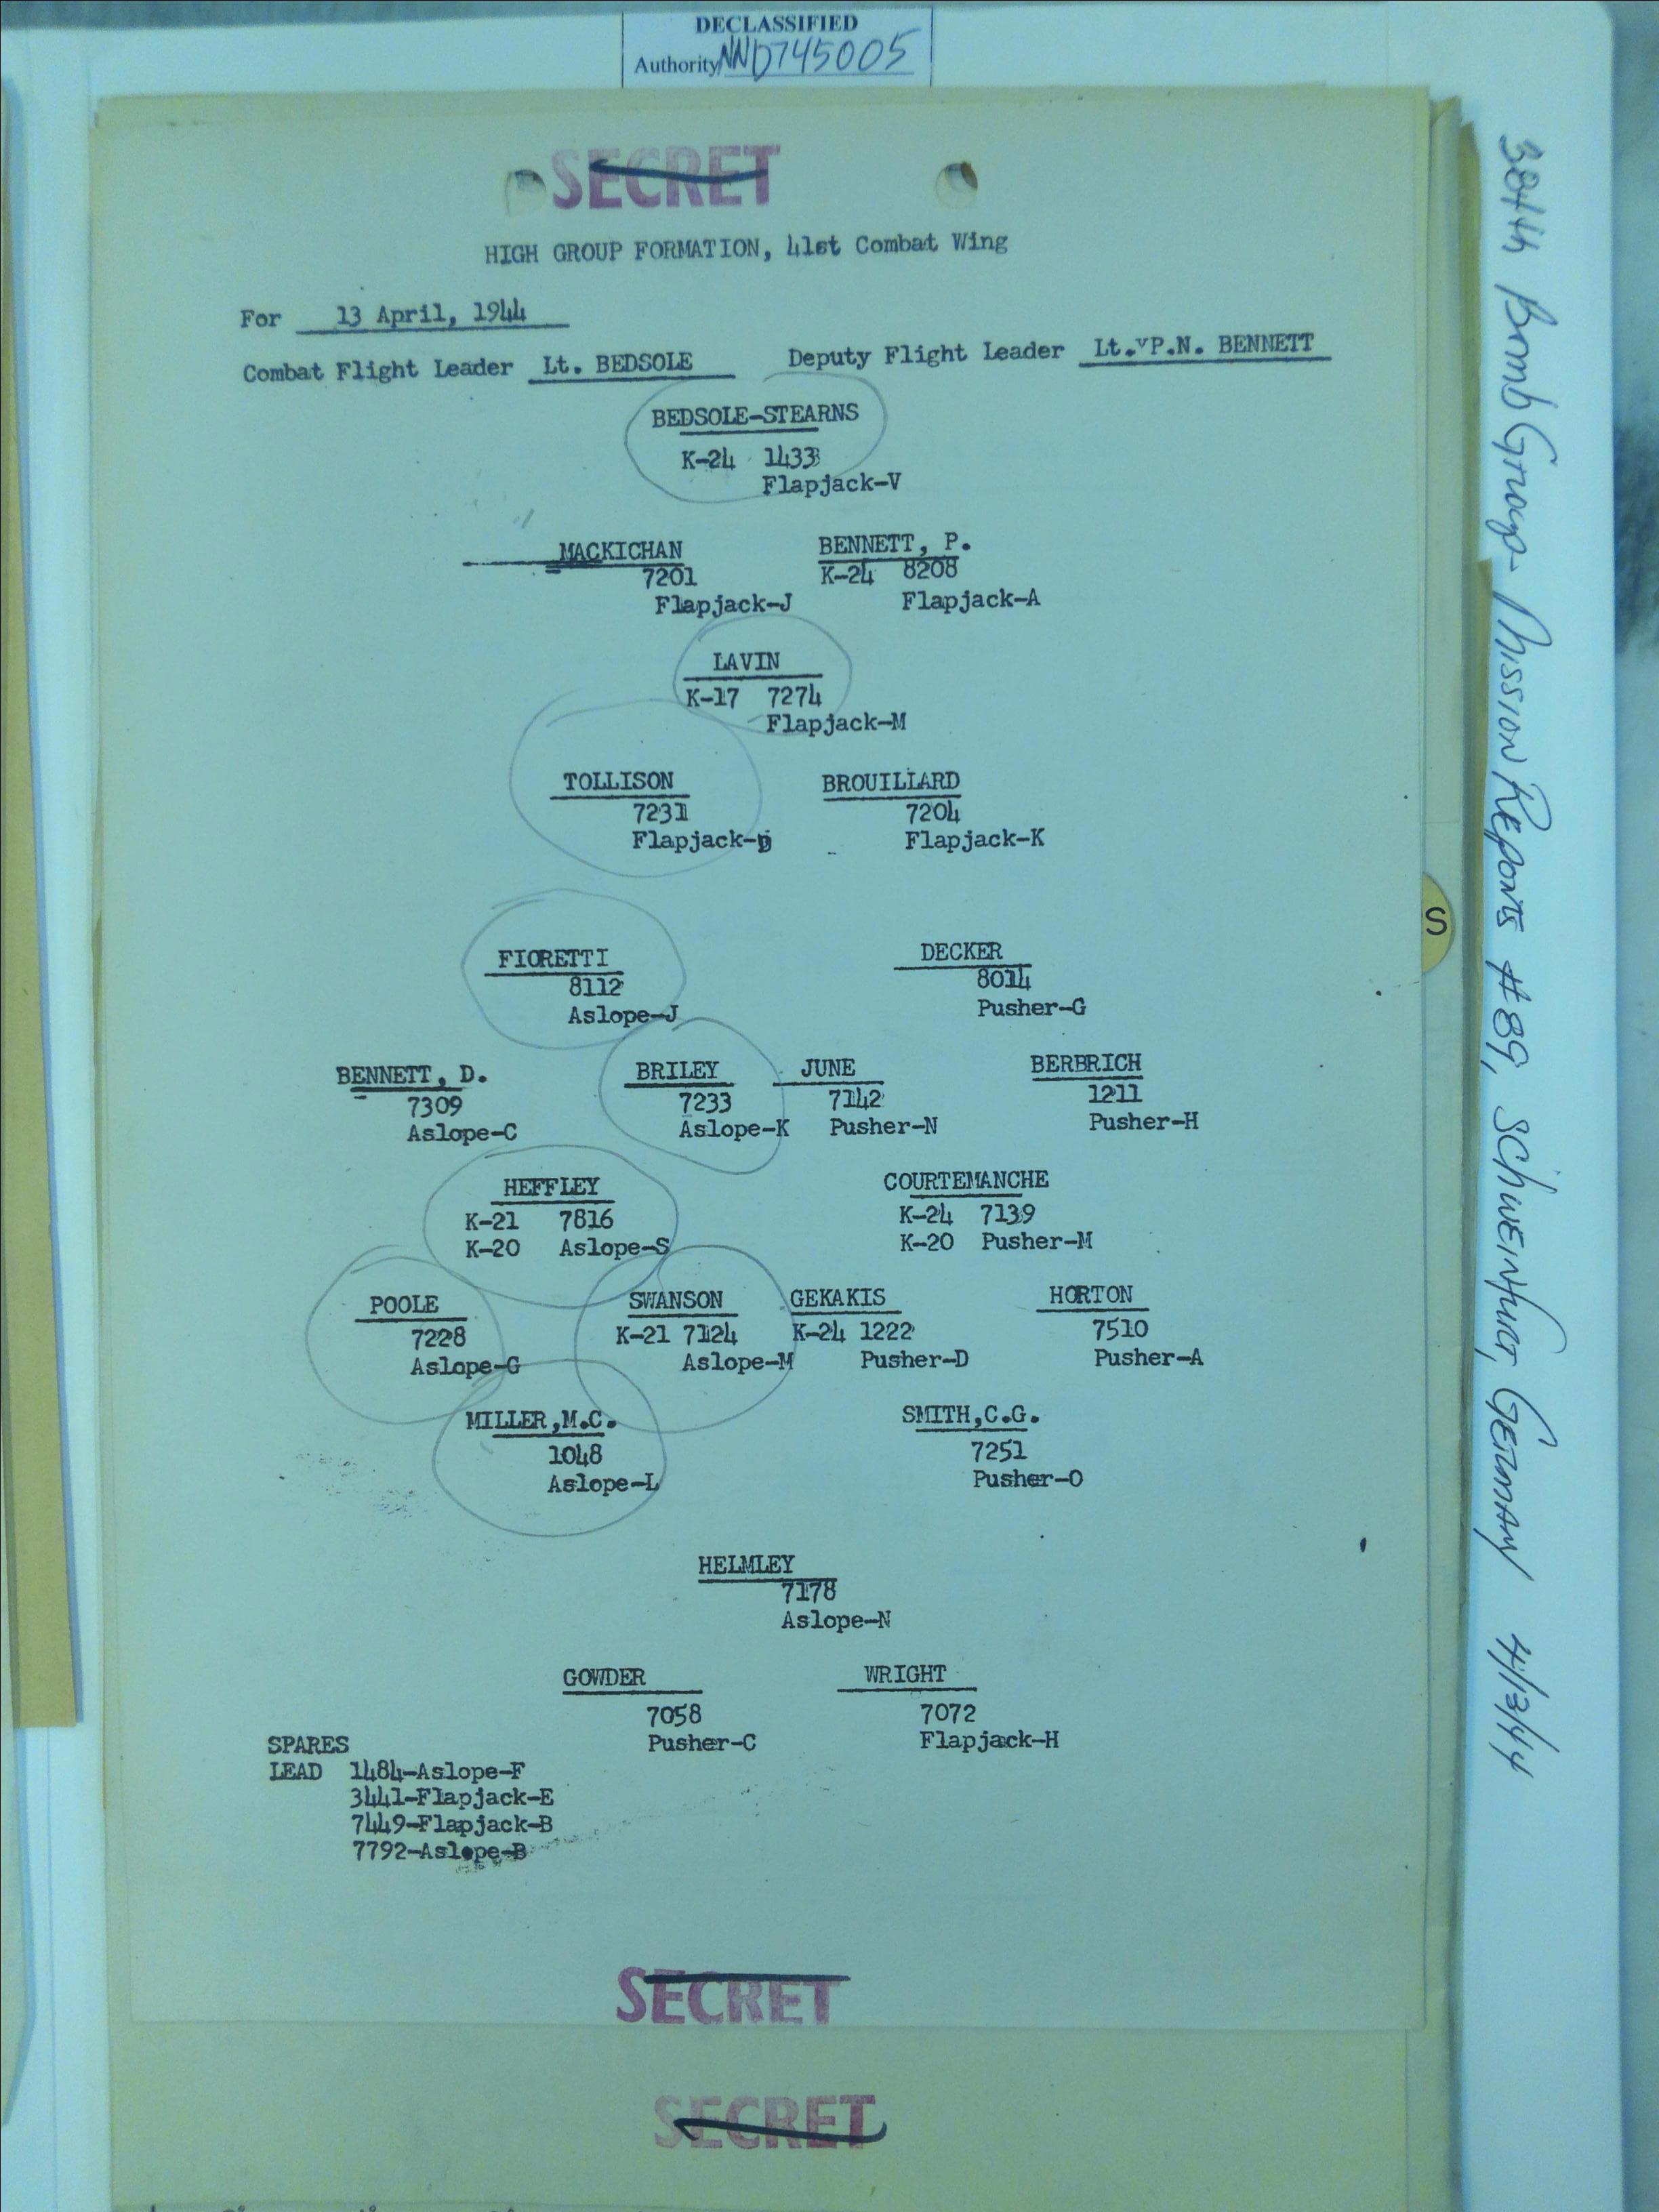 DECLASSIFIED
Authority NND745005
SECRET
HIGH GROUP FORMATION, 41st Combat Wing
For 13 April, 1944
Combat Flight Leader Lt. BEDSOLE Deputy Flight Leader Lt. P.N. BENNETT
BEDSOLE-STEARNS
K-24 1433
Flapjack-V
MACKICHAN BENNETT, P.
7201 K-24 8208
Flapjack-J Flapjack-A
LAVIN
K-17 7274
Flapjack-M
TOLLISON BROUILLARD
7231 7204
Flapjack-D Flapjack-K
FIORETTI DECKER
8112 8014
Aslope-J Pusher-G
BENNETT, D. BRILEY JUNE BERBRICH
7309 7233 7142 1211
Aslope-C Aslope-K Pusher-N Pusher-H
HEFFLEY COURTEMANCHE
K-21 7816 K-24 7139
K-20 Aslope-S K-20 Pusher-M
POOLE SWANSON GEKAKIS HORTON
7228 K-21 7124 K-24 1222 7510
Aslope-G Aslope-M Pusher-D Pusher-A
MILLER,M.C. SMITH,C.G.
1048 7251
Aslope-L Pusher-O
HELMLEY
7178
Aslope-N
GOWDER WRIGHT
7058 7072
Pusher-C Flapjack-H
SPARES
LEAD 1484-Aslope-F
3441-Flapjack-E
7449-Flapjack-B
7792-Aslope-B
SECRET
SECRET
S
384th Bomb Group- Mission Reports #89, Schweinfurt, Germany 4/13/44